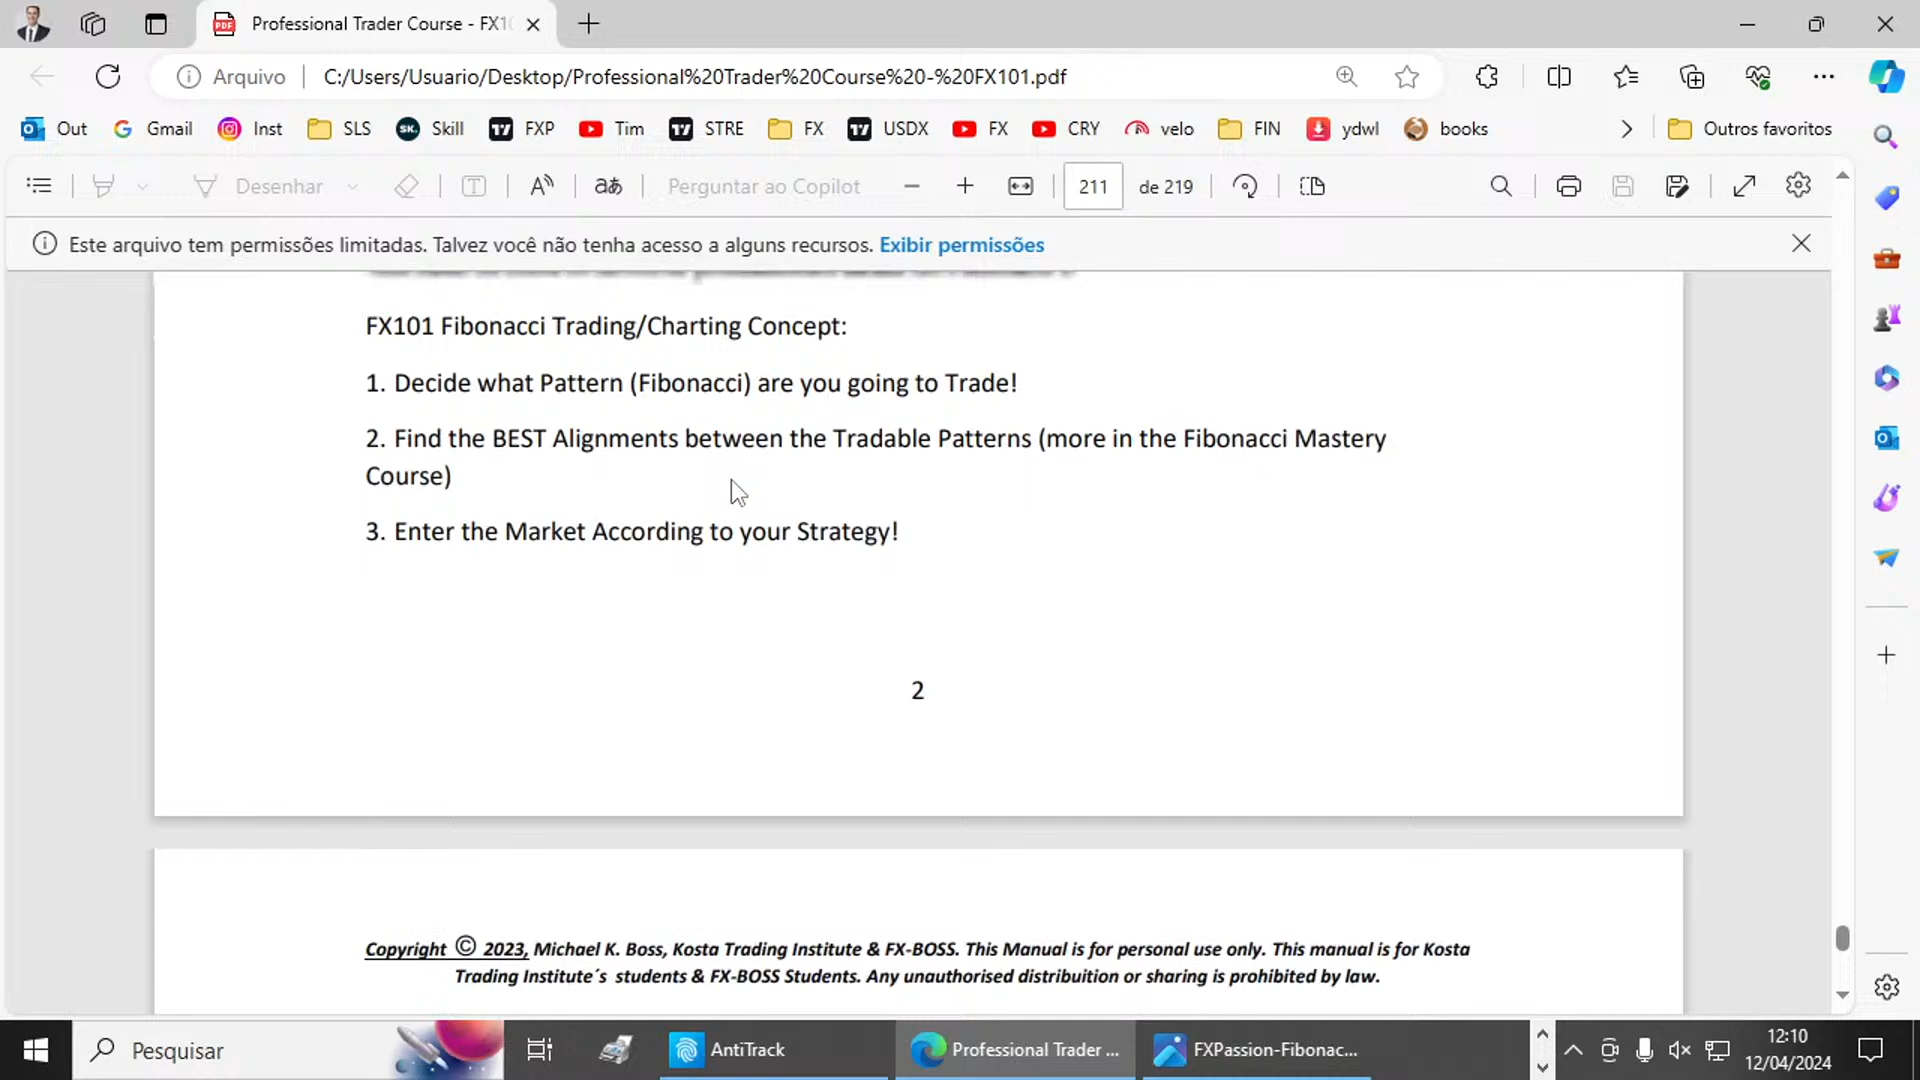 Professional Trader Course - FX10
Arquivo
C:/Users/Usuario/Desktop/Professional%20Trader%20Course%20-%20FX101.pdf
Out Gmail Inst SLS Skill FXP Tim STRE FX USDX FX CRY velo FIN ydwl books Outros favoritos
Desenhar Perguntar ao Copilot 211 de 219
Este arquivo tem permissões limitadas. Talvez você não tenha acesso a alguns recursos. Exibir permissões
FX101 Fibonacci Trading/Charting Concept:
1. Decide what Pattern (Fibonacci) are you going to Trade!
2. Find the BEST Alignments between the Tradable Patterns (more in the Fibonacci Mastery
Course)
3. Enter the Market According to your Strategy!
2
Copyright © 2023, Michael K. Boss, Kosta Trading Institute & FX-BOSS. This Manual is for personal use only. This manual is for Kosta
Trading Institute´s students & FX-BOSS Students. Any unauthorised distribuition or sharing is prohibited by law.
Pesquisar AntiTrack Professional Trader ... FXPassion-Fibonac... 12:10
12/04/2024